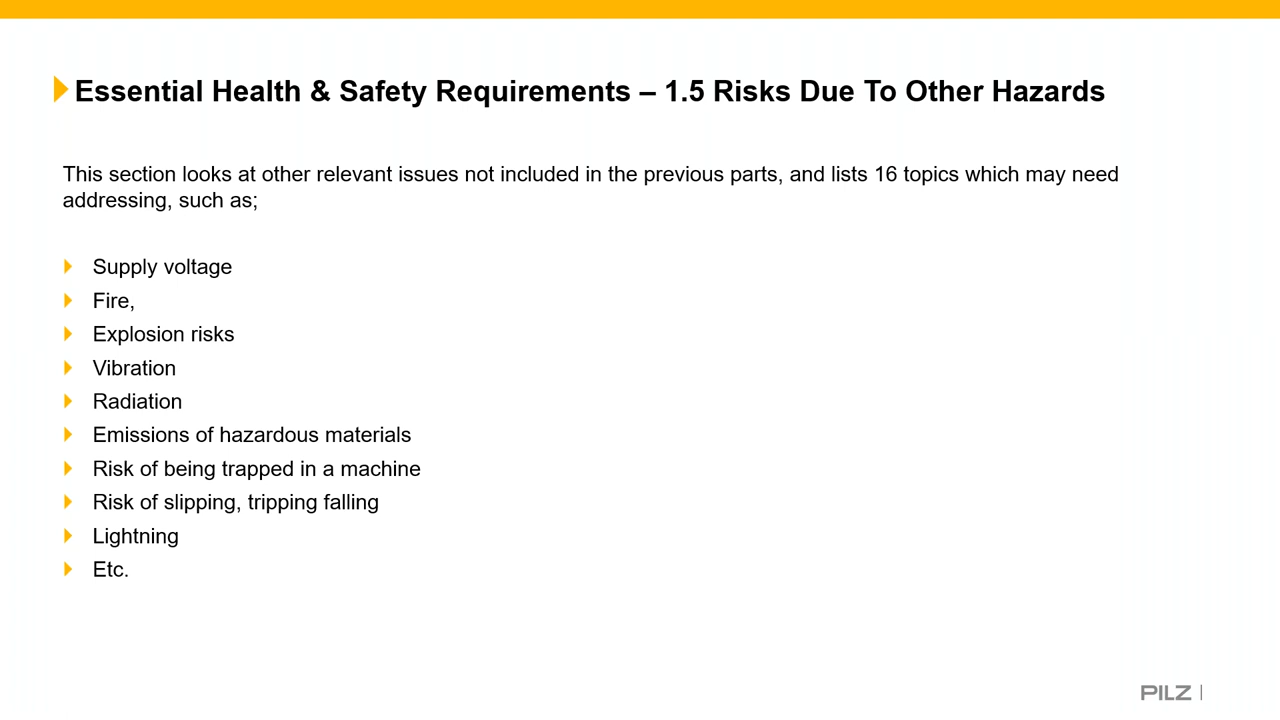 Essential Health & Safety Requirements – 1.5 Risks Due To Other Hazards
This section looks at other relevant issues not included in the previous parts, and lists 16 topics which may need
addressing, such as;
Supply voltage
Fire,
Explosion risks
Vibration
Radiation
Emissions of hazardous materials
Risk of being trapped in a machine
Risk of slipping, tripping falling
Lightning
Etc.
PILZ